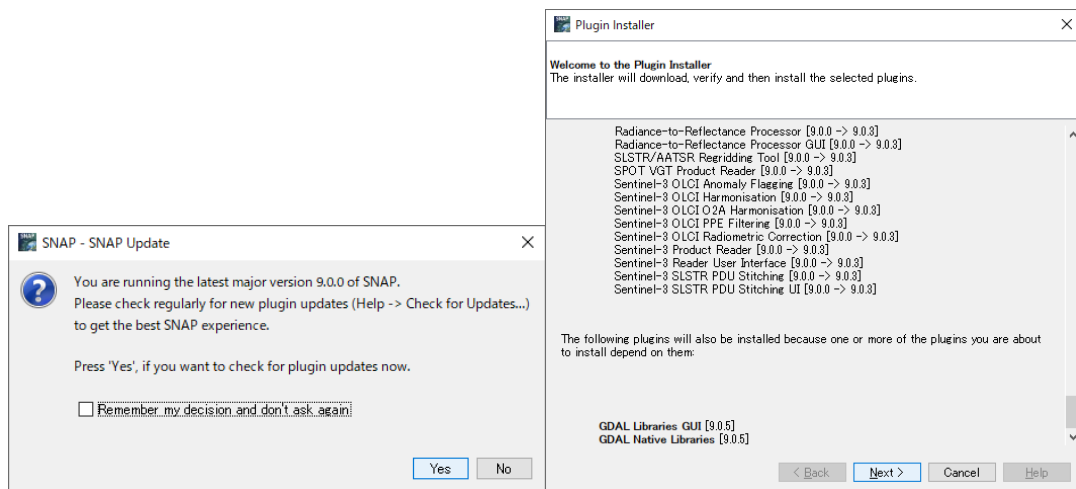 SNAP - SNAP Update
You are running the latest major version 9.0.0 of SNAP.
Please check regularly for new plugin updates (Help -> Check for Updates...)
to get the best SNAP experience.
Press 'Yes', if you want to check for plugin updates now.
Remember my decision and don't ask again
Yes
No
Plugin Installer
Welcome to the Plugin Installer
The installer will download, verify and then install the selected plugins.
Radiance-to-Reflectance Processor [9.0.0 -> 9.0.3]
Radiance-to-Reflectance Processor GUI [9.0.0 -> 9.0.3]
SLSTR/AATSR Regridding Tool [9.0.0 -> 9.0.3]
SPOT VGT Product Reader [9.0.0 -> 9.0.3]
Sentinel-3 OLCI Anomaly Flagging [9.0.0 -> 9.0.3]
Sentinel-3 OLCI Harmonisation [9.0.0 -> 9.0.3]
Sentinel-3 OLCI O2A Harmonisation [9.0.0 -> 9.0.3]
Sentinel-3 OLCI PPE Filtering [9.0.0 -> 9.0.3]
Sentinel-3 OLCI Radiometric Correction [9.0.0 -> 9.0.3]
Sentinel-3 Product Reader [9.0.0 -> 9.0.3]
Sentinel-3 Reader User Interface [9.0.0 -> 9.0.3]
Sentinel-3 SLSTR PDU Stitching [9.0.0 -> 9.0.3]
Sentinel-3 SLSTR PDU Stitching UI [9.0.0 -> 9.0.3]
The following plugins will also be installed because one or more of the plugins you are about
to install depend on them:
GDAL Libraries GUI [9.0.5]
GDAL Native Libraries [9.0.5]
< Back
Next >
Cancel
Help